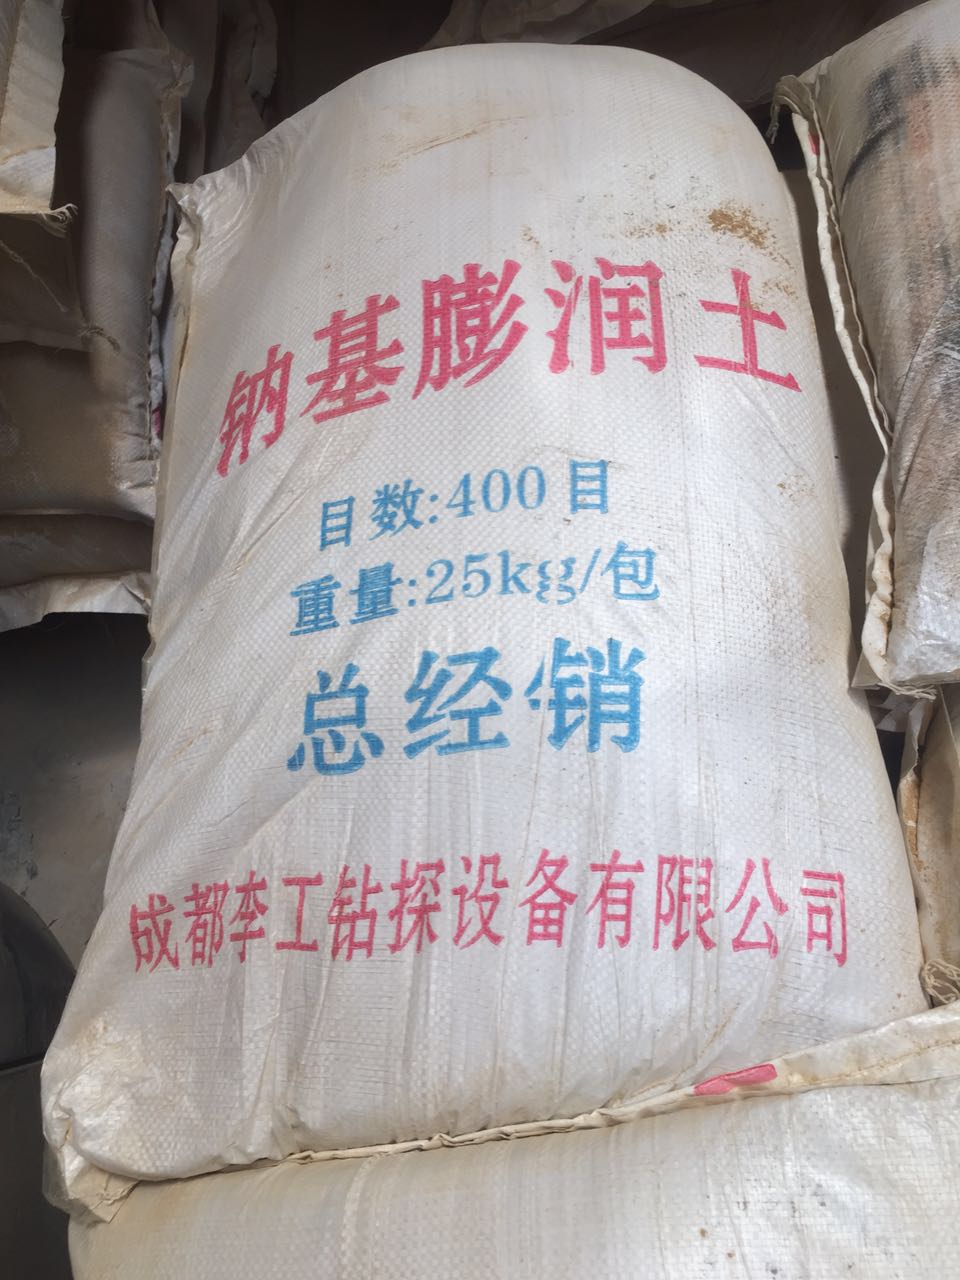 钠基膨润土
目数:400目
重量:25kg/包
总经销
成都李工钻探设备有限公司